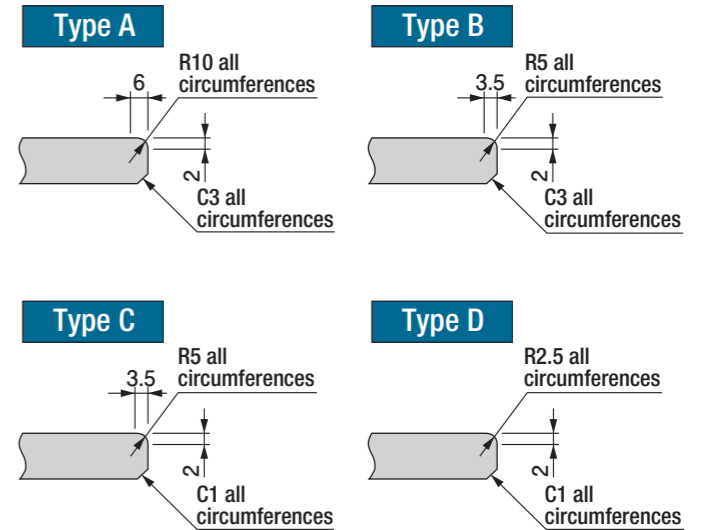 Type A
R10 all
circumferences
6
2
C3 all
circumferences
Type B
R5 all
circumferences
3.5
2
C3 all
circumferences
Type C
R5 all
circumferences
3.5
2
C1 all
circumferences
Type D
R2.5 all
circumferences
2
C1 all
circumferences